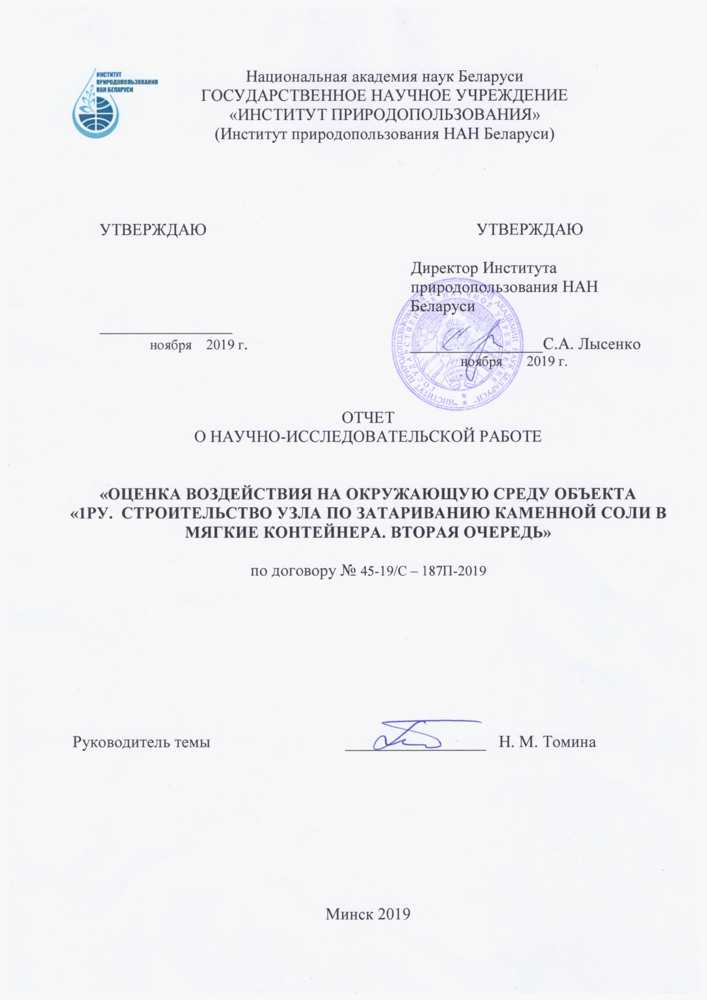 ИНСТИТУТ
ПРИРОДОПОЛЬЗОВАНИЯ
НАН БЕЛАРУСИ
Национальная академия наук Беларуси
ГОСУДАРСТВЕННОЕ НАУЧНОЕ УЧРЕЖДЕНИЕ
«ИНСТИТУТ ПРИРОДОПОЛЬЗОВАНИЯ»
(Институт природопользования НАН Беларуси)
УТВЕРЖДАЮ
ноября 2019 г.
УТВЕРЖДАЮ
Директор Института
природопользования НАН
Беларуси
С.А. Лысенко
ноября 2019 г.
"ИНСТИТУТ ПРИРОДОПОЛЬЗОВАНИЯ НАЦИОНАЛЬНОЙ АКАДЕМИИ НАУК БЕЛАРУСИ"
ГОСУДАРСТВЕННОЕ НАУЧНОЕ УЧРЕЖДЕНИЕ
ОТЧЕТ
О НАУЧНО-ИССЛЕДОВАТЕЛЬСКОЙ РАБОТЕ
«ОЦЕНКА ВОЗДЕЙСТВИЯ НА ОКРУЖАЮЩУЮ СРЕДУ ОБЪЕКТА
«1РУ. СТРОИТЕЛЬСТВО УЗЛА ПО ЗАТАРИВАНИЮ КАМЕННОЙ СОЛИ В
МЯГКИЕ КОНТЕЙНЕРА. ВТОРАЯ ОЧЕРЕДЬ»
по договору № 45-19/С – 187П-2019
Руководитель темы Н. М. Томина
Минск 2019